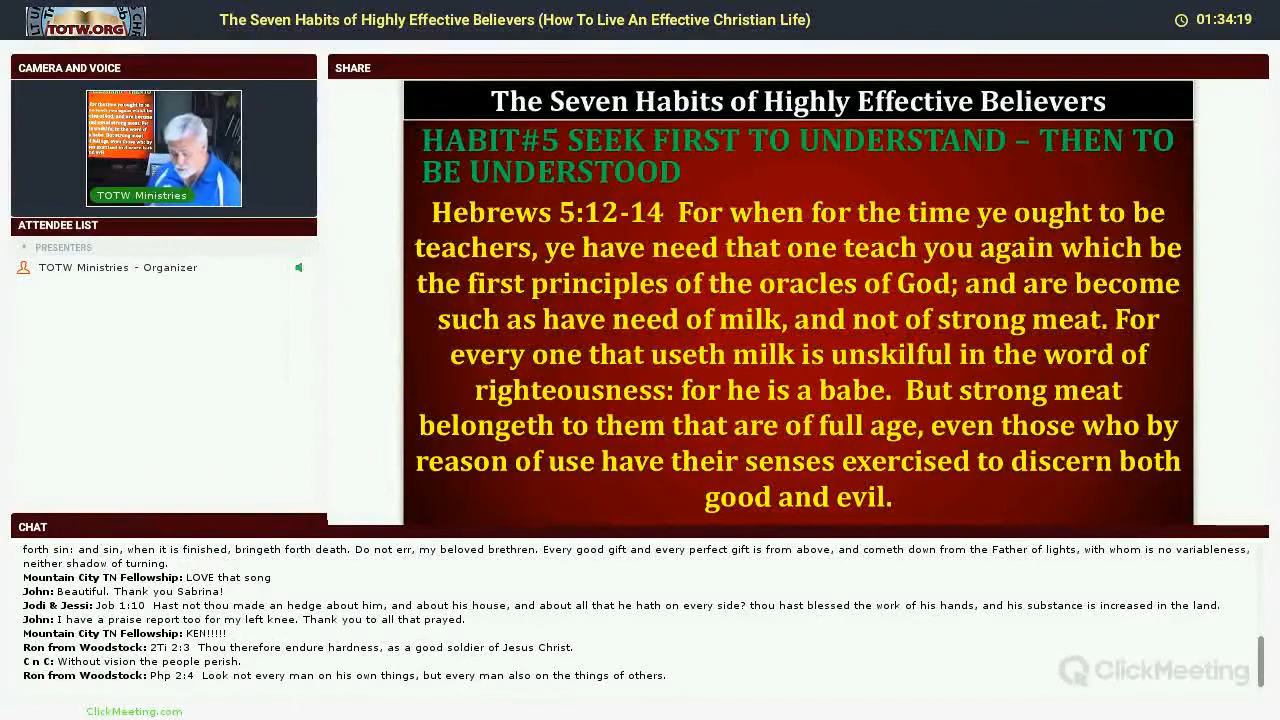 TOTW.ORG
The Seven Habits of Highly Effective Believers (How To Live An Effective Christian Life)
01:34:19
CAMERA AND VOICE
TOTW Ministries
ATTENDEE LIST
PRESENTERS
TOTW Ministries - Organizer
SHARE
The Seven Habits of Highly Effective Believers
HABIT#5 SEEK FIRST TO UNDERSTAND – THEN TO
BE UNDERSTOOD
Hebrews 5:12-14 For when for the time ye ought to be
teachers, ye have need that one teach you again which be
the first principles of the oracles of God; and are become
such as have need of milk, and not of strong meat. For
every one that useth milk is unskilful in the word of
righteousness: for he is a babe. But strong meat
belongeth to them that are of full age, even those who by
reason of use have their senses exercised to discern both
good and evil.
CHAT
forth sin: and sin, when it is finished, bringeth forth death. Do not err, my beloved brethren. Every good gift and every perfect gift is from above, and cometh down from the Father of lights, with whom is no variableness,
neither shadow of turning.
Mountain City TN Fellowship: LOVE that song
John: Beautiful. Thank you Sabrina!
Jodi & Jessi: Job 1:10 Hast not thou made an hedge about him, and about his house, and about all that he hath on every side? thou hast blessed the work of his hands, and his substance is increased in the land.
John: I have a praise report too for my left knee. Thank you to all that prayed.
Mountain City TN Fellowship: KEN!!!!!
Ron from Woodstock: 2Ti 2:3 Thou therefore endure hardness, as a good soldier of Jesus Christ.
C n C: Without vision the people perish.
Ron from Woodstock: Php 2:4 Look not every man on his own things, but every man also on the things of others.
ClickMeeting
ClickMeeting.com